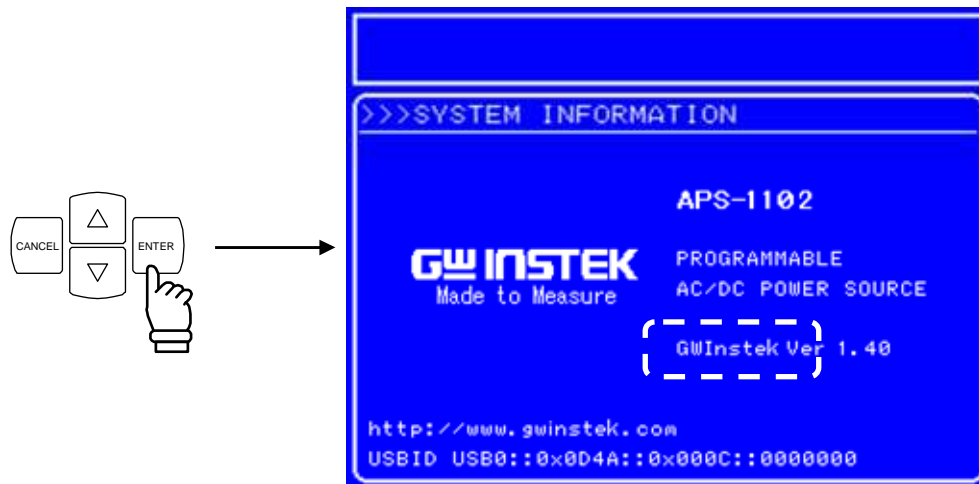 CANCEL
ENTER
>>>SYSTEM INFORMATION
APS-1102
GW INSTEK
Made to Measure
PROGRAMMABLE
AC/DC POWER SOURCE
GWInstek Ver 1.40
http://www.gwinstek.com
USBID USB0::0x0D4A::0x000C::0000000